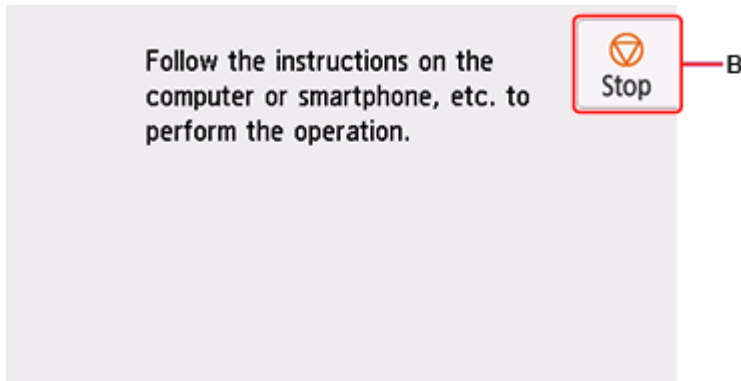 Follow the instructions on the
computer or smartphone, etc. to
perform the operation.
Stop
B